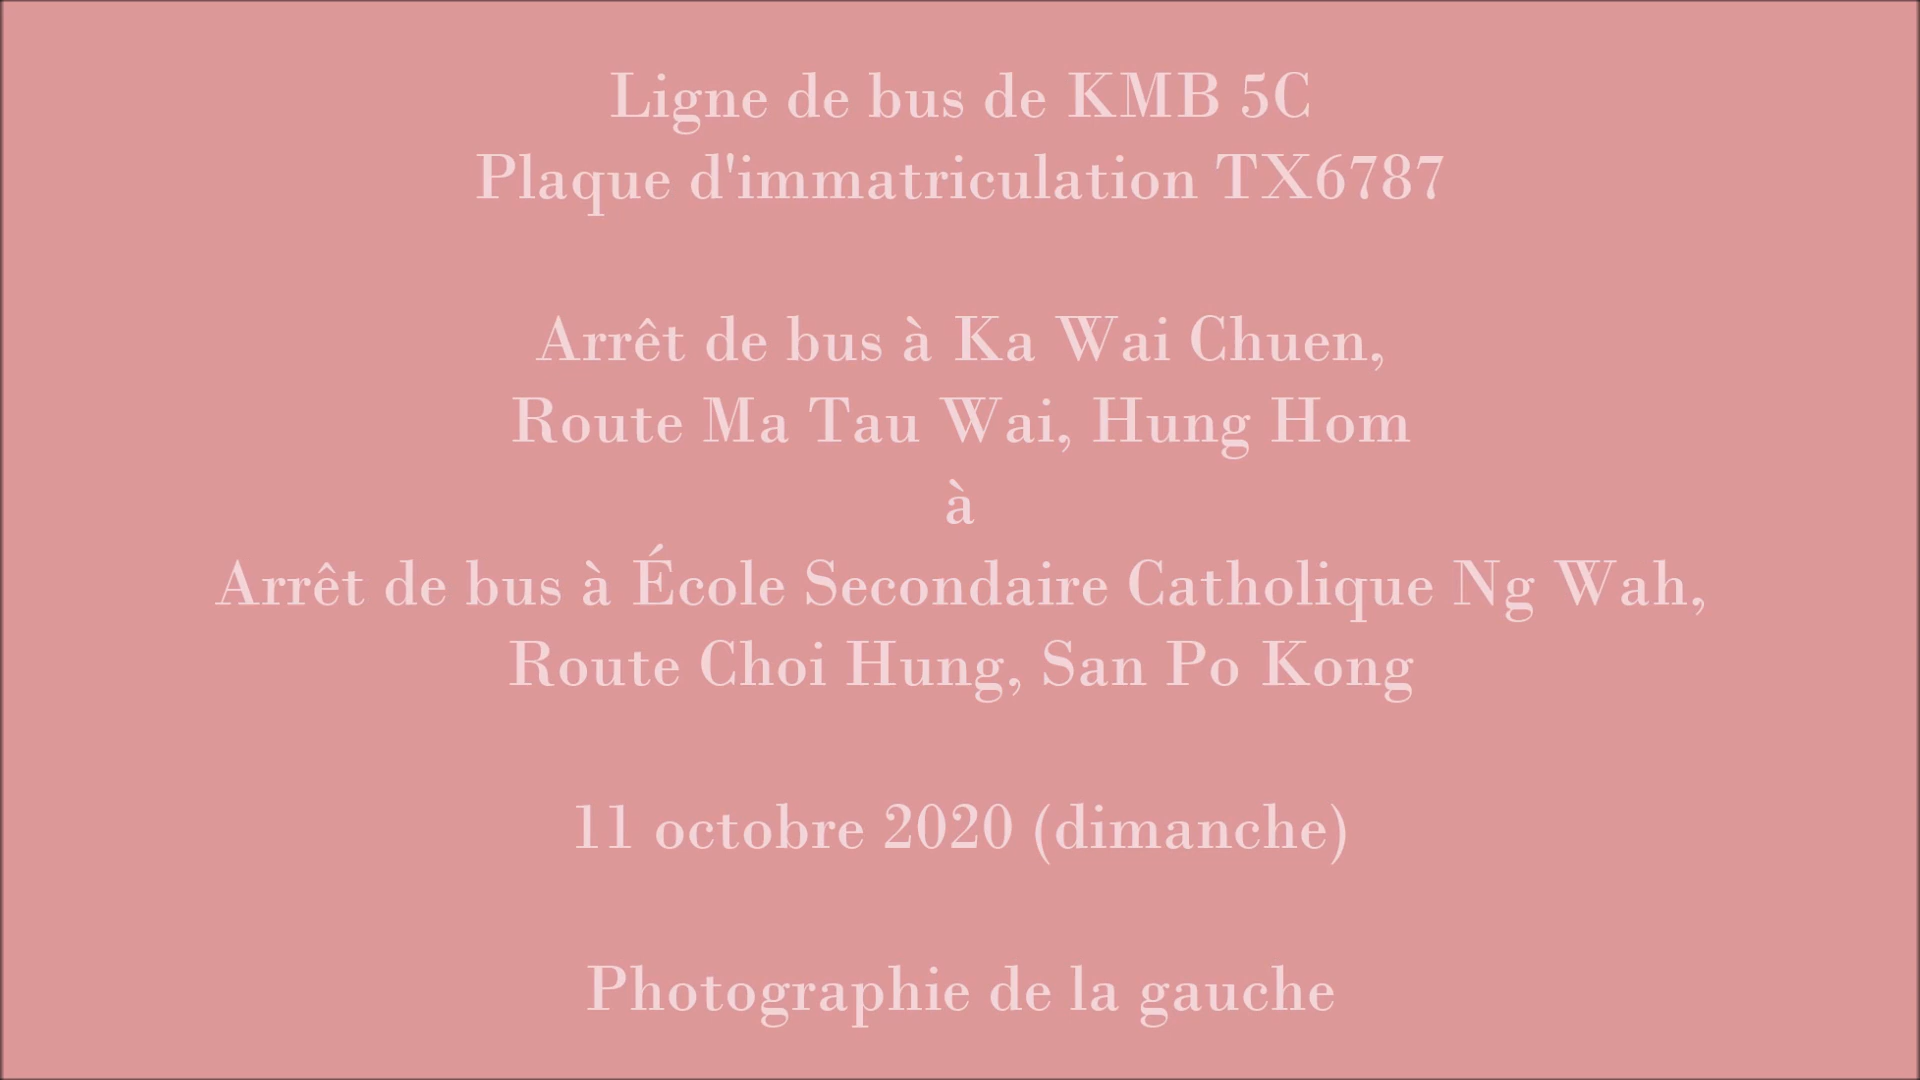 Ligne de bus de KMB 5C
Plaque d'immatriculation TX6787
Arrêt de bus à Ka Wai Chuen,
Route Ma Tau Wai, Hung Hom
à
Arrêt de bus à École Secondaire Catholique Ng Wah,
Route Choi Hung, San Po Kong
11 octobre 2020 (dimanche)
Photographie de la gauche